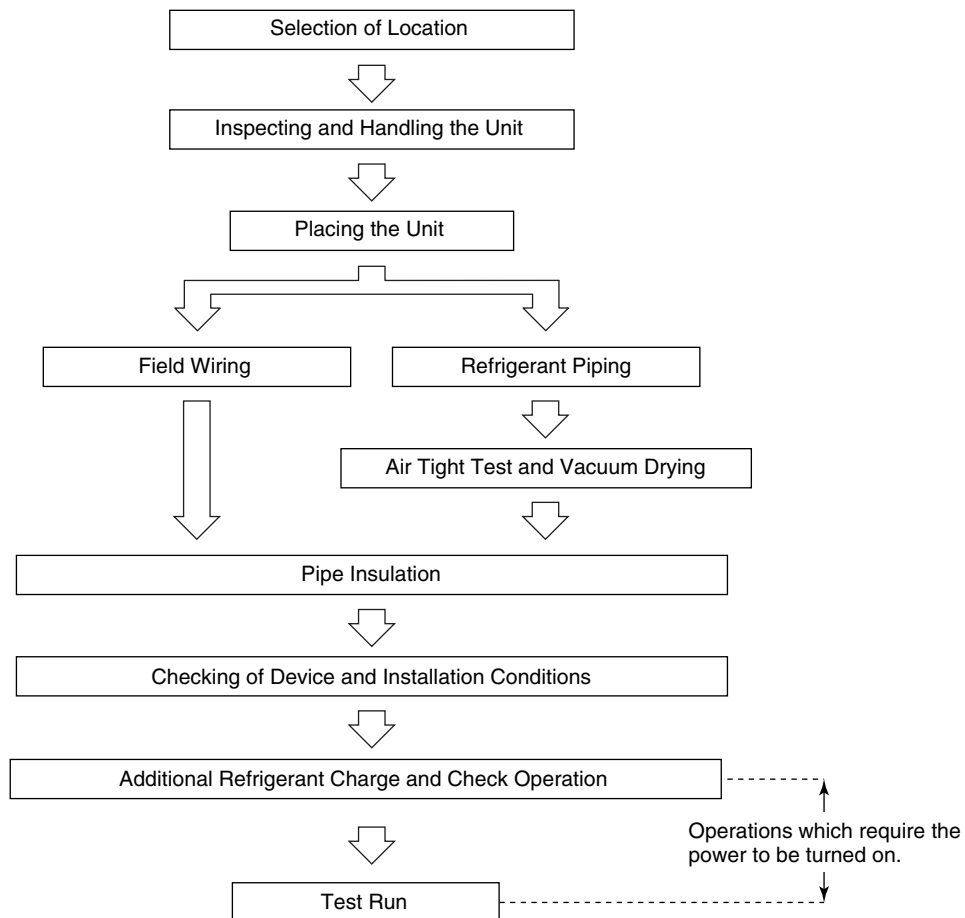 Selection of Location
Inspecting and Handling the Unit
Placing the Unit
Field Wiring
Refrigerant Piping
Air Tight Test and Vacuum Drying
Pipe Insulation
Checking of Device and Installation Conditions
Additional Refrigerant Charge and Check Operation
Operations which require the
power to be turned on.
Test Run